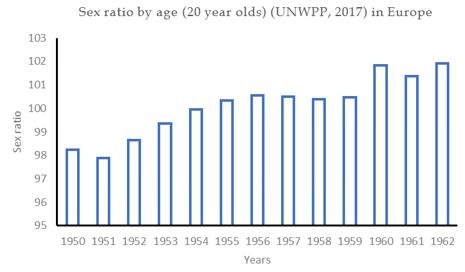 Sex ratio by age (20 year olds) (UNWPP, 2017) in Europe
103
102
101
100
99
98
97
96
95
Sex ratio
1950 1951 1952 1953 1954 1955 1956 1957 1958 1959 1960 1961 1962
Years